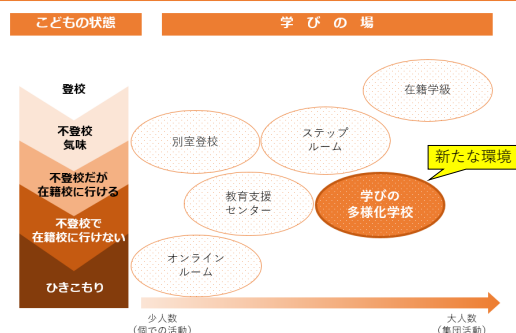 こどもの状態
学びの場
登校
不登校
気味
不登校だが
在籍校に行ける
不登校で
在籍校に行けない
ひきこもり
在籍学級
別室登校
ステップ
ルーム
新たな環境
教育支援
センター
学びの
多様化学校
オンライン
ルーム
少人数
（個での活動）
大人数
（集団活動）